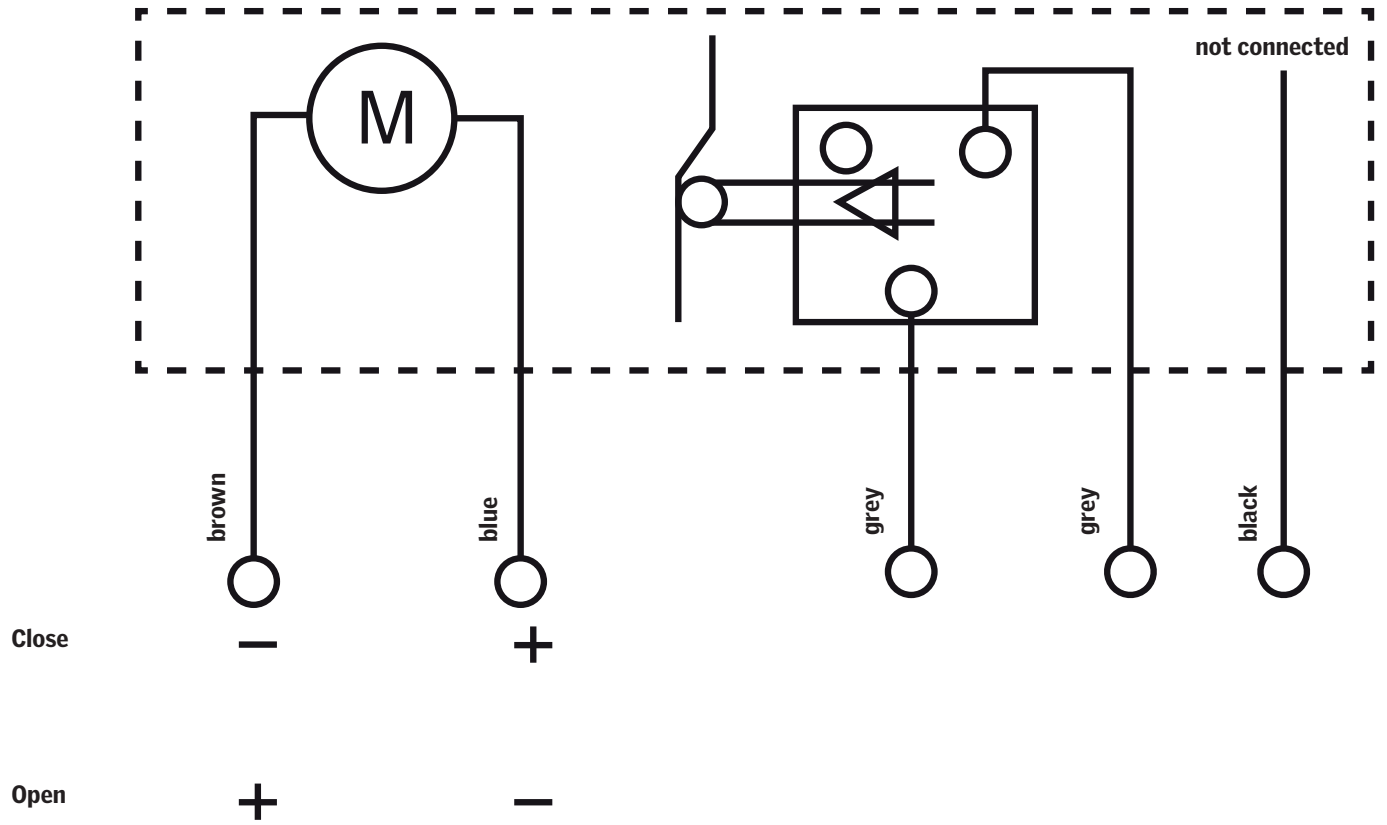 not connected
M
brown
blue
grey
grey
black
Close
− +
Open
+ −